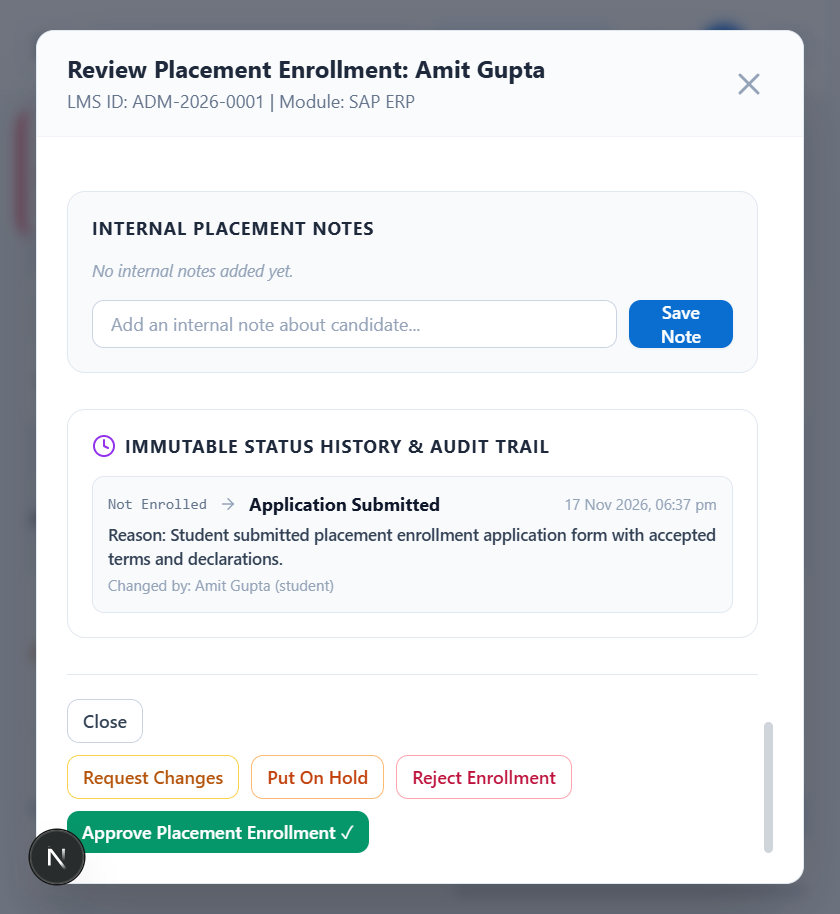 Review Placement Enrollment: Amit Gupta
LMS ID: ADM-2026-0001 | Module: SAP ERP
INTERNAL PLACEMENT NOTES
No internal notes added yet.
Add an internal note about candidate...
Save
Note
IMMUTABLE STATUS HISTORY & AUDIT TRAIL
Not Enrolled → Application Submitted 17 Nov 2026, 06:37 pm
Reason: Student submitted placement enrollment application form with accepted
terms and declarations.
Changed by: Amit Gupta (student)
Close
Request Changes Put On Hold Reject Enrollment
Approve Placement Enrollment ✓
N